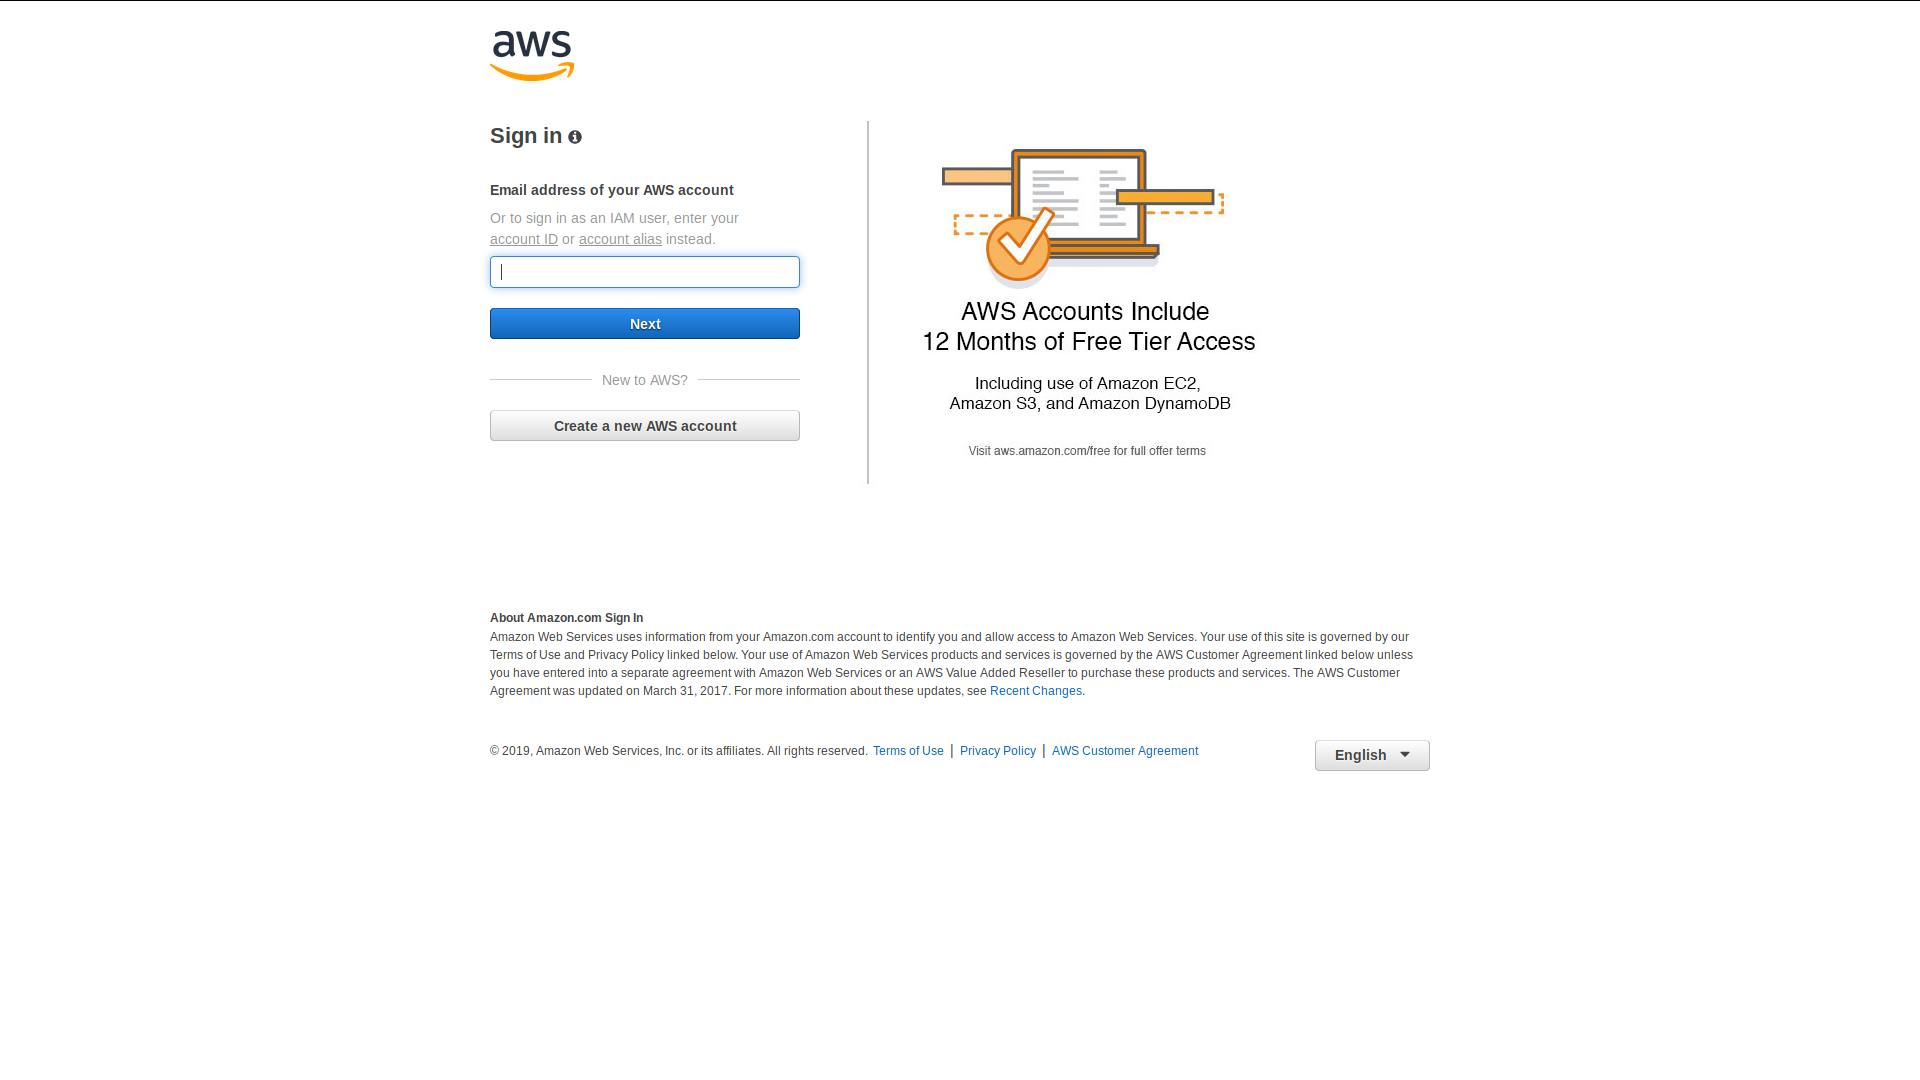 aws
Sign in
Email address of your AWS account
Or to sign in as an IAM user, enter your
account ID or account alias instead.
Next
New to AWS?
Create a new AWS account
AWS Accounts Include
12 Months of Free Tier Access
Including use of Amazon EC2,
Amazon S3, and Amazon DynamoDB
Visit aws.amazon.com/free for full offer terms
About Amazon.com Sign In
Amazon Web Services uses information from your Amazon.com account to identify you and allow access to Amazon Web Services. Your use of this site is governed by our
Terms of Use and Privacy Policy linked below. Your use of Amazon Web Services products and services is governed by the AWS Customer Agreement linked below unless
you have entered into a separate agreement with Amazon Web Services or an AWS Value Added Reseller to purchase these products and services. The AWS Customer
Agreement was updated on March 31, 2017. For more information about these updates, see Recent Changes.
© 2019, Amazon Web Services, Inc. or its affiliates. All rights reserved. Terms of Use | Privacy Policy | AWS Customer Agreement
English